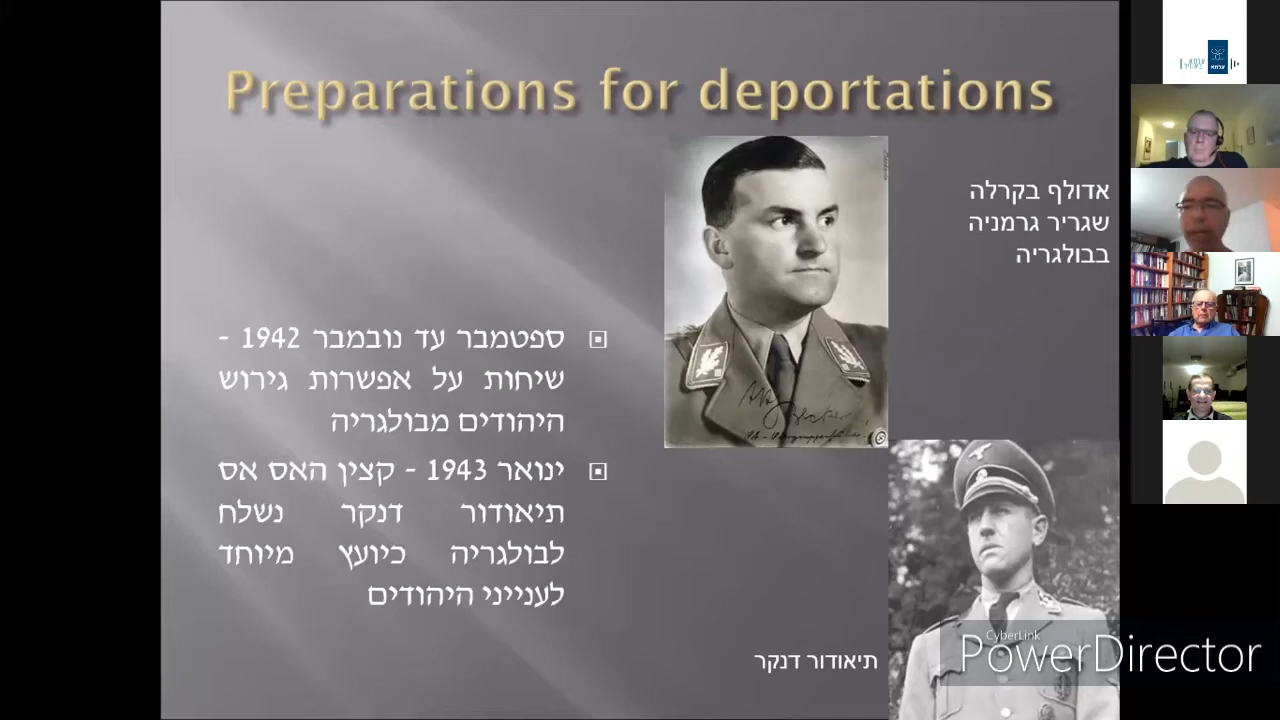 Preparations for deportations
אדולף בקרלה
שגריר גרמניה
בבולגריה
ספטמבר עד נובמבר 1942 -
שיחות על אפשרות גירוש
היהודים מבולגריה
ינואר 1943 - קצין האס אס
תיאודור דנקר נשלח
לבולגריה כיועץ מיוחד
לענייני היהודים
תיאודור דנקר
CyberLink
PowerDirector
עלמא